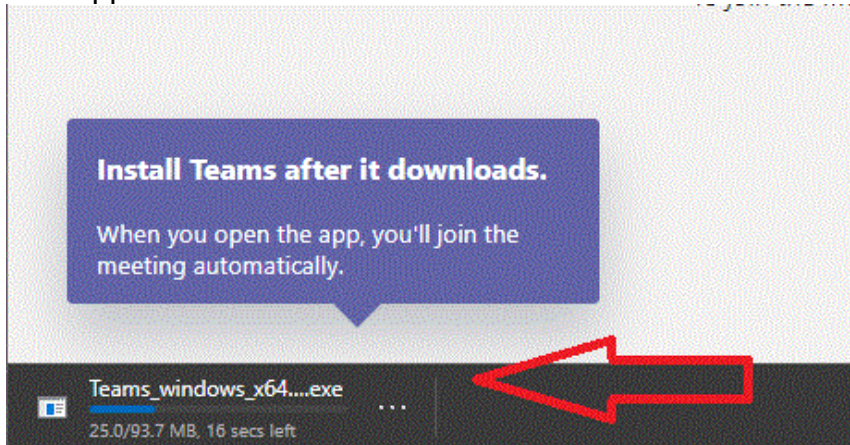 Install Teams after it downloads.
When you open the app, you'll join the
meeting automatically.
Teams_windows_x64....exe
...
25.0/93.7 MB, 16 secs left